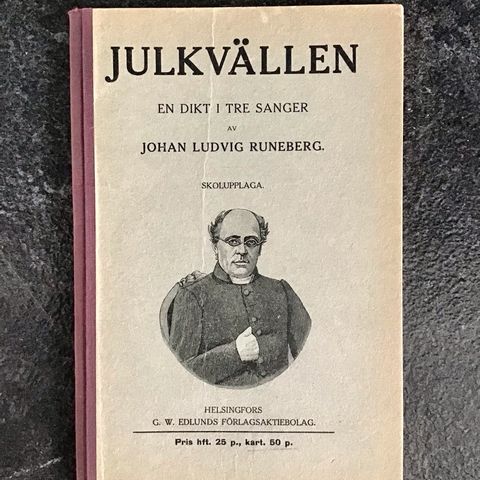 JULKVÄLLEN
EN DIKT I TRE SANGER
AV
JOHAN LUDVIG RUNEBERG.
SKOLUPPLAGA.
HELSINGFORS
G. W. EDLUNDS FÖRLAGSAKTIEBOLAG.
Pris hft. 25 p., kart. 50 p.